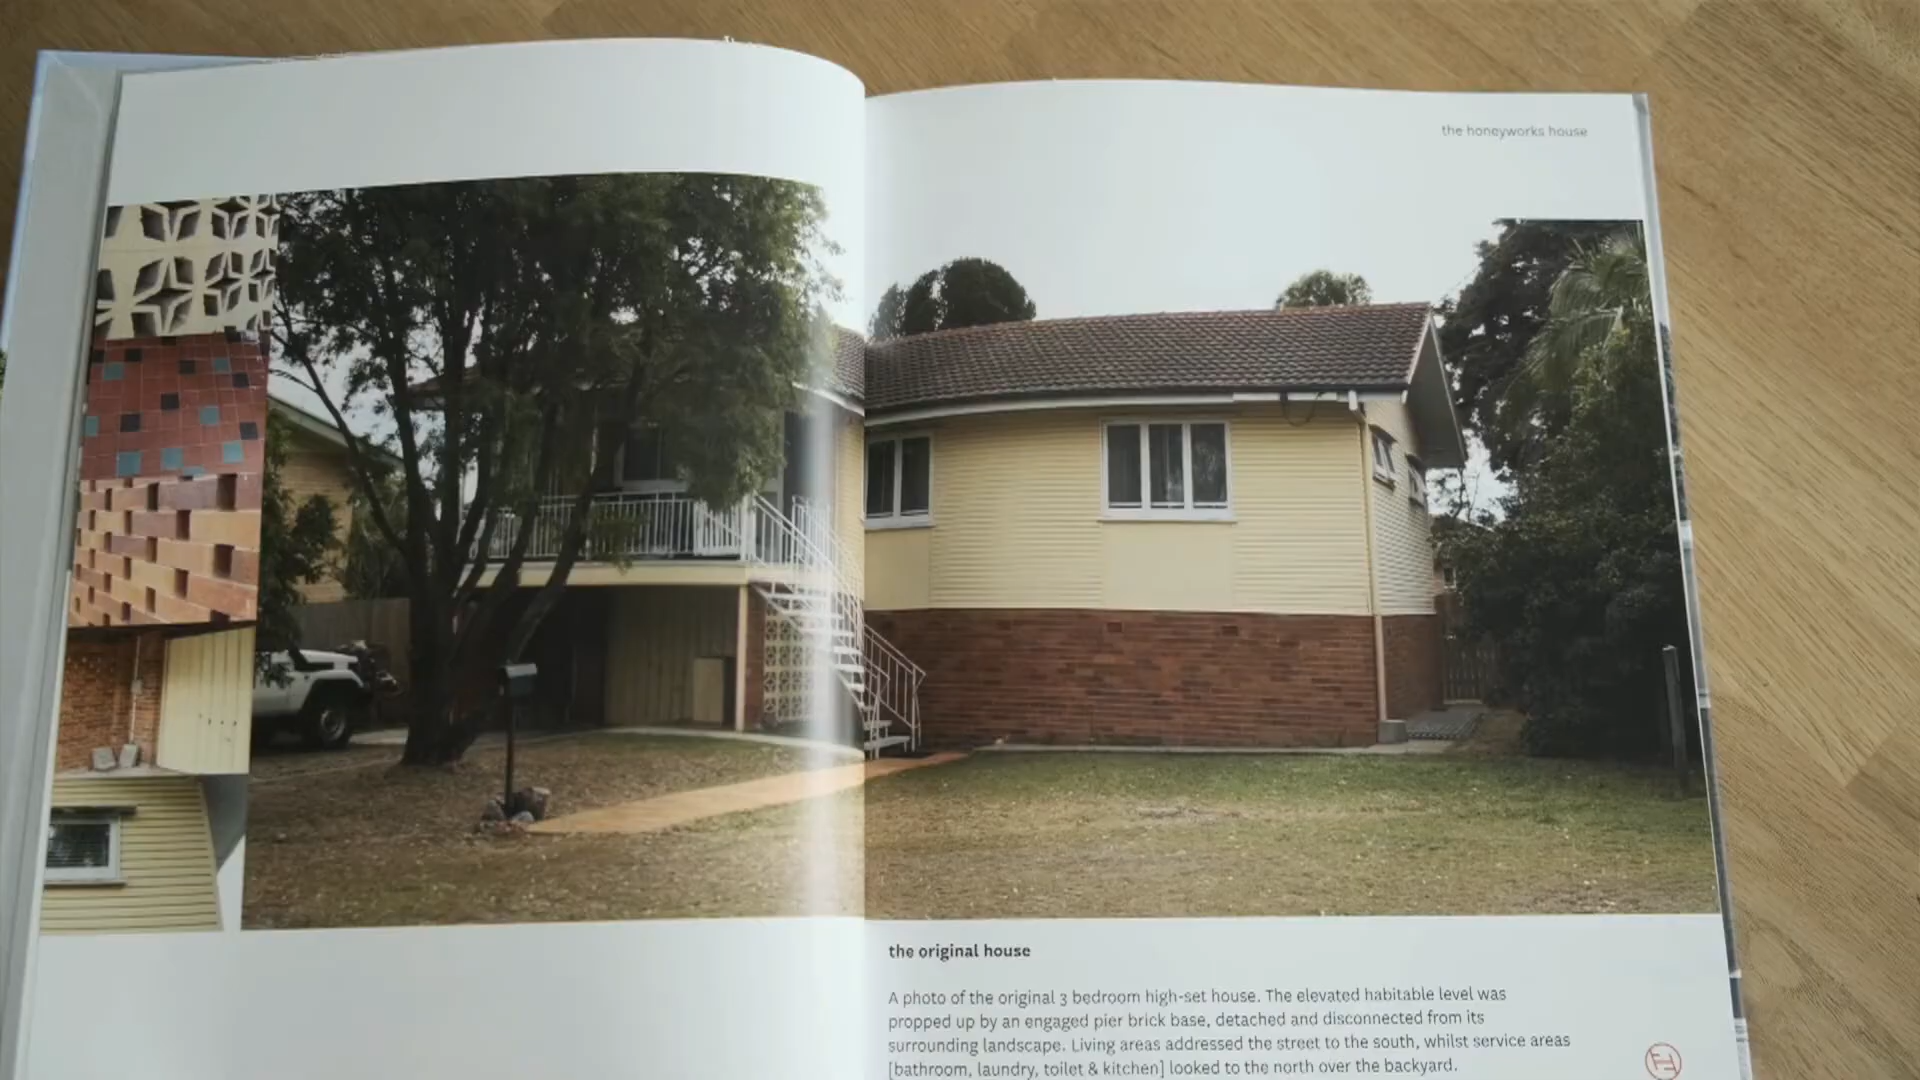 the honeyworks house
the original house
A photo of the original 3 bedroom high-set house. The elevated habitable level was
propped up by an engaged pier brick base, detached and disconnected from its
surrounding landscape. Living areas addressed the street to the south, whilst service areas
[bathroom, laundry, toilet & kitchen] looked to the north over the backyard.